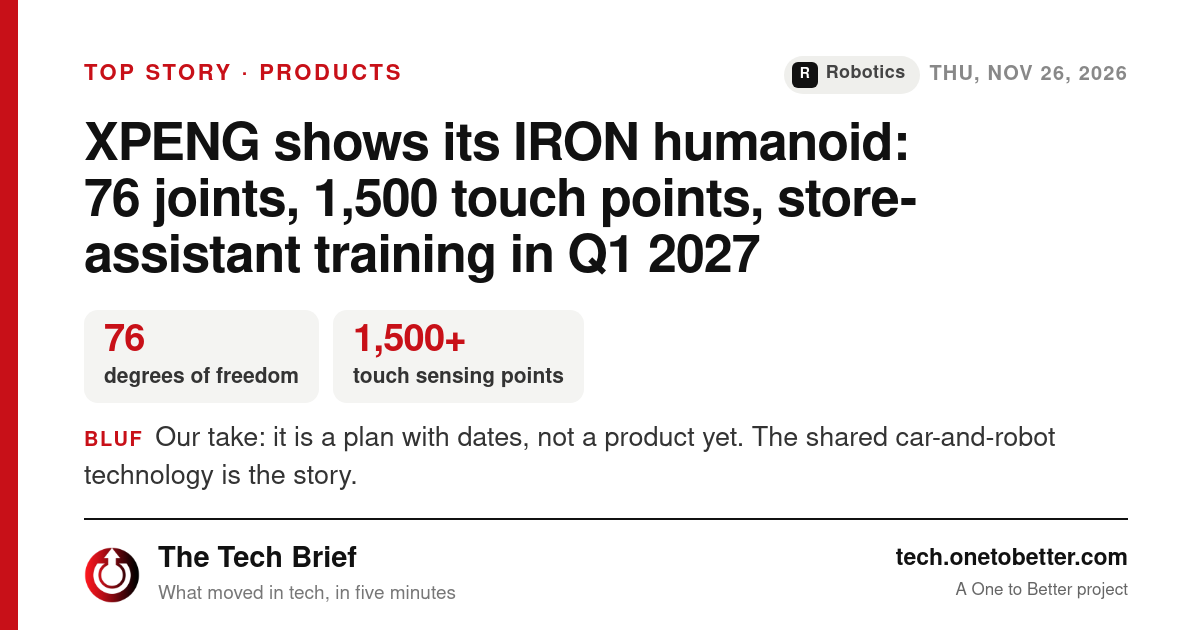 TOP STORY · PRODUCTS
R Robotics THU, NOV 26, 2026
XPENG shows its IRON humanoid:
76 joints, 1,500 touch points, store-
assistant training in Q1 2027
76
degrees of freedom
1,500+
touch sensing points
BLUF Our take: it is a plan with dates, not a product yet. The shared car-and-robot
technology is the story.
The Tech Brief
What moved in tech, in five minutes
tech.onetobetter.com
A One to Better project